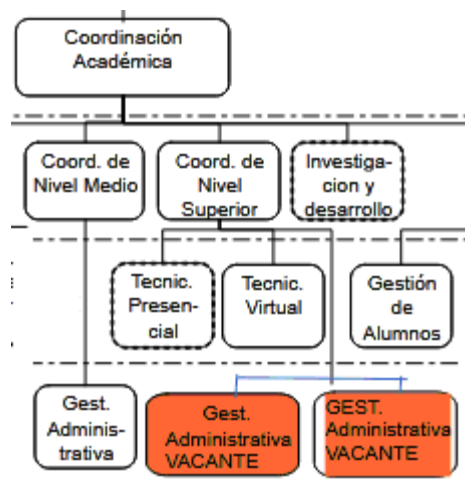 Coordinación
Académica
Coord. de
Nivel Medio
Coord. de
Nivel
Superior
Investiga-
cion y
desarrollo
Tecnic.
Presen-
cial
Tecnic.
Virtual
Gestión
de
Alumnos
Gest.
Adminis-
trativa
Gest.
Administrativa
VACANTE
GEST.
Administrativa
VACANTE